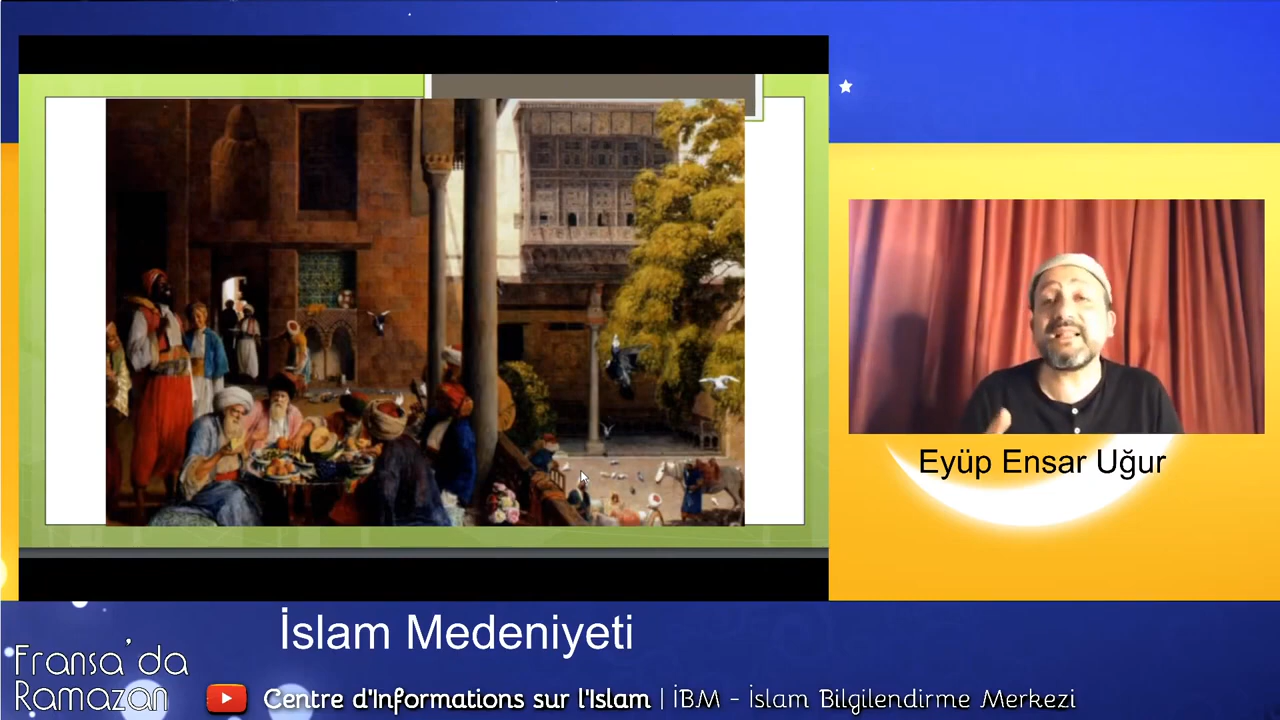 Eyüp Ensar Uğur
İslam Medeniyeti
Fransa'da
Ramazan
Centre d'Informations sur l'Islam | İBM - İslam Bilgilendirme Merkezi